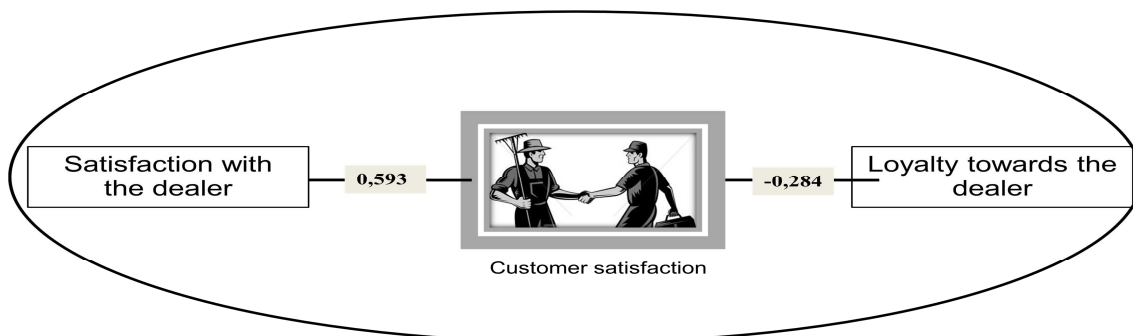 Satisfaction with
the dealer
0,593
-0,284
Loyalty towards the
dealer
Customer satisfaction